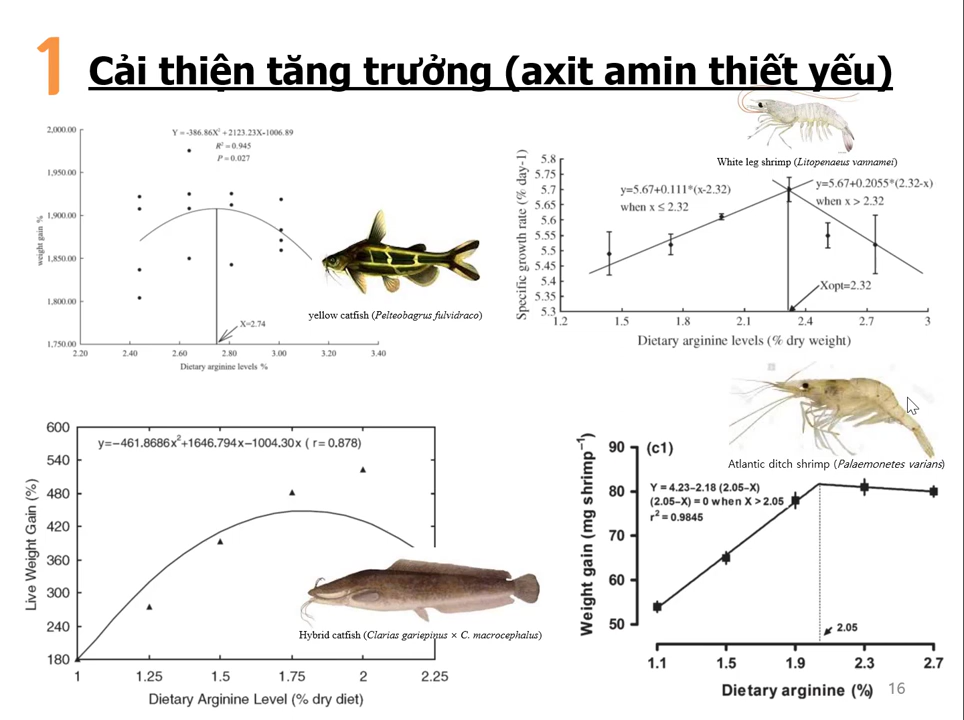 1 Cải thiện tăng trưởng (axit amin thiết yếu)
2,000.00
1,950.00
1,900.00
1,850.00
1,800.00
1,750.00
weight gain %
Y = -386.86X² + 2123.23X-1006.89
R² = 0.945
P = 0.027
X=2.74
2.20 2.40 2.60 2.80 3.00 3.20 3.40
Dietary arginine levels %
yellow catfish (Pelteobagrus fulvidraco)
White leg shrimp (Litopenaeus vannamei)
Specific growth rate (% day-1)
5.8
5.75
5.7
5.65
5.6
5.55
5.5
5.45
5.4
5.35
5.3
y=5.67+0.111*(x-2.32)
when x ≤ 2.32
y=5.67+0.2055*(2.32-x)
when x > 2.32
Xopt=2.32
1.2 1.5 1.8 2.1 2.4 2.7 3
Dietary arginine levels (% dry weight)
600
540
480
420
360
300
240
180
Live Weight Gain (%)
y=−461.8686x²+1646.794x−1004.30x ( r= 0.878)
Hybrid catfish (Clarias gariepinus × C. macrocephalus)
1 1.25 1.5 1.75 2 2.25
Dietary Arginine Level (% dry diet)
Atlantic ditch shrimp (Palaemonetes varians)
Weight gain (mg shrimp⁻¹)
90
80
70
60
50
(c1)
Y = 4.23−2.18 (2.05−X)
(2.05−X) = 0 when X > 2.05
r² = 0.9845
2.05
1.1 1.5 1.9 2.3 2.7
Dietary arginine (%)
16